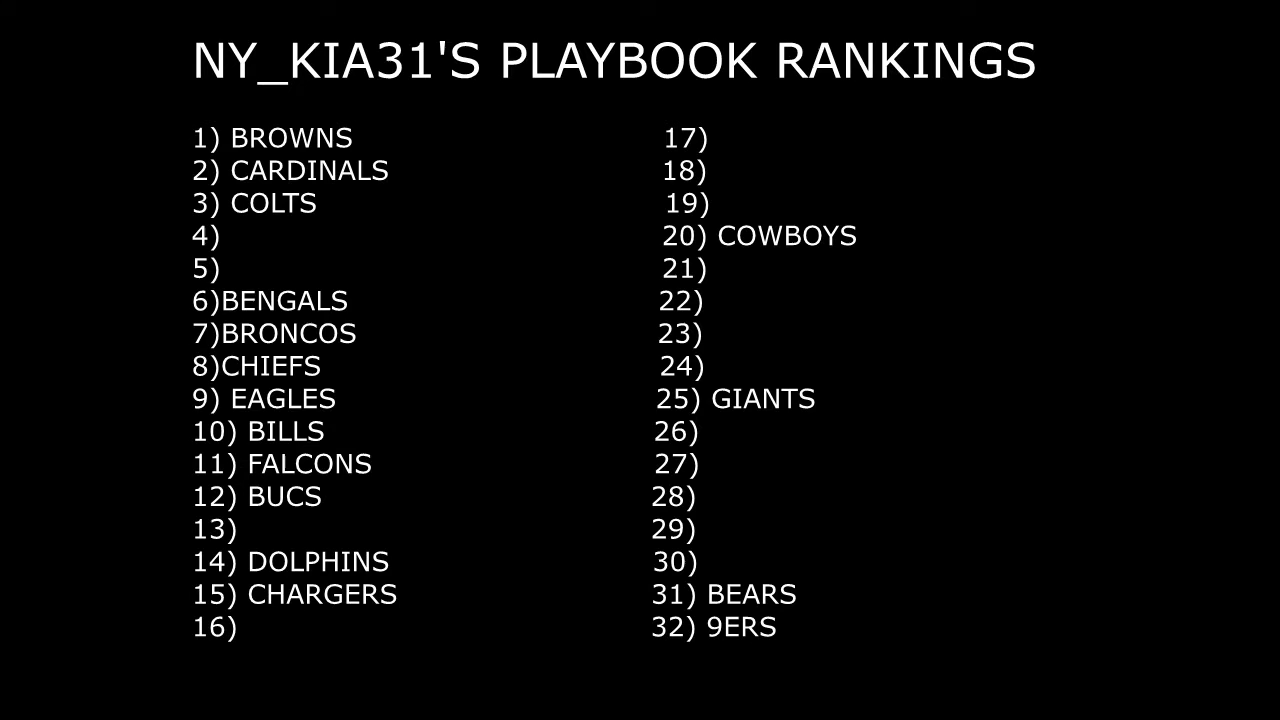 NY_KIA31'S PLAYBOOK RANKINGS
1) BROWNS
2) CARDINALS
3) COLTS
4)
5)
6)BENGALS
7)BRONCOS
8)CHIEFS
9) EAGLES
10) BILLS
11) FALCONS
12) BUCS
13)
14) DOLPHINS
15) CHARGERS
16)
17)
18)
19)
20) COWBOYS
21)
22)
23)
24)
25) GIANTS
26)
27)
28)
29)
30)
31) BEARS
32) 9ERS